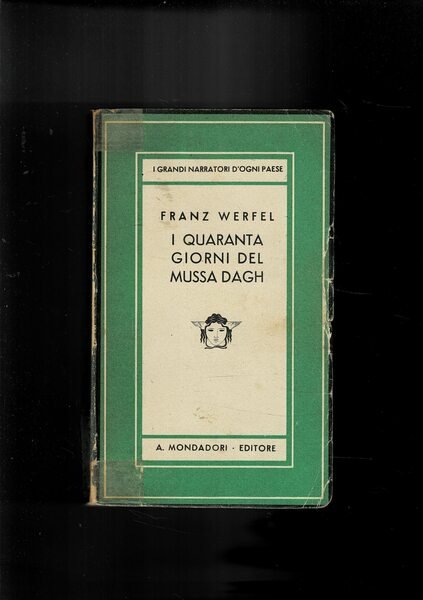 I GRANDI NARRATORI D'OGNI PAESE
FRANZ WERFEL
I QUARANTA
GIORNI DEL
MUSSA DAGH
A. MONDADORI · EDITORE